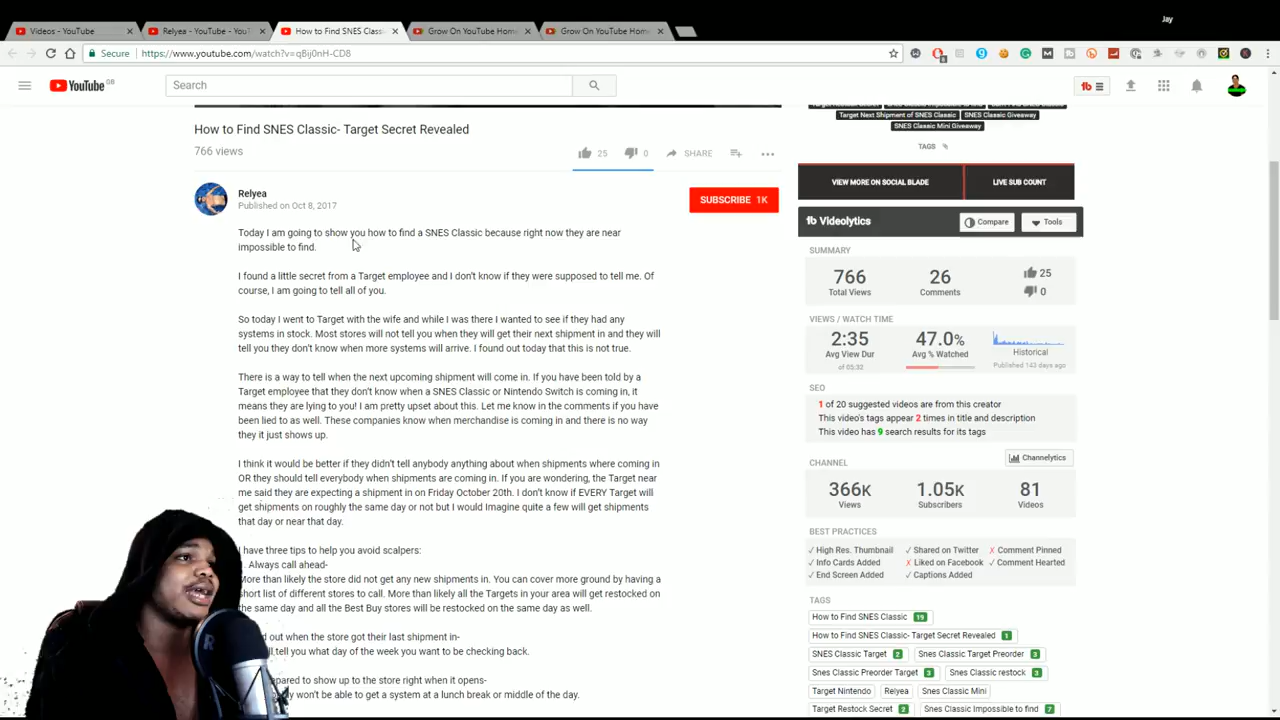 Jay
Videos - YouTube
Relyea - YouTube - You
How to Find SNES Classic
Grow On YouTube Home
Grow On YouTube Hom
Secure
https://www.youtube.com/watch?v=qBij0nH-CD8
YouTube GB
Search
tb
How to Find SNES Classic- Target Secret Revealed
766 views
25
0
SHARE
Relyea
Published on Oct 8, 2017
SUBSCRIBE 1K
Today I am going to show you how to find a SNES Classic because right now they are near
impossible to find.
I found a little secret from a Target employee and I don't know if they were supposed to tell me. Of
course, I am going to tell all of you.
So today I went to Target with the wife and while I was there I wanted to see if they had any
systems in stock. Most stores will not tell you when they will get their next shipment in and they will
tell you they don't know when more systems will arrive. I found out today that this is not true.
There is a way to tell when the next upcoming shipment will come in. If you have been told by a
Target employee that they don't know when a SNES Classic or Nintendo Switch is coming in, it
means they are lying to you! I am pretty upset about this. Let me know in the comments if you have
been lied to as well. These companies know when merchandise is coming in and there is no way
they it just shows up.
I think it would be better if they didn't tell anybody anything about when shipments where coming in
OR they should tell everybody when shipments are coming in. If you are wondering, the Target near
me said they are expecting a shipment in on Friday October 20th. I don't know if EVERY Target will
get shipments on roughly the same day or not but I would Imagine quite a few will get shipments
that day or near that day.
I have three tips to help you avoid scalpers:
. Always call ahead-
More than likely the store did not get any new shipments in. You can cover more ground by having a
short list of different stores to call. More than likely all the Targets in your area will get restocked on
the same day and all the Best Buy stores will be restocked on the same day as well.
d out when the store got their last shipment in-
ll tell you what day of the week you want to be checking back.
pared to show up to the store right when it opens-
y won't be able to get a system at a lunch break or middle of the day.
Target Next Shipment of SNES Classic
SNES Classic Giveaway
SNES Classic Mini Giveaway
TAGS
VIEW MORE ON SOCIAL BLADE
LIVE SUB COUNT
tb Videolytics
Compare
Tools
SUMMARY
766
Total Views
26
Comments
25
0
VIEWS / WATCH TIME
2:35
Avg View Dur
of 05:32
47.0%
Avg % Watched
Historical
Published 143 days ago
SEO
1 of 20 suggested videos are from this creator
This video's tags appear 2 times in title and description
This video has 9 search results for its tags
CHANNEL
Channelytics
366K
Views
1.05K
Subscribers
81
Videos
BEST PRACTICES
✓ High Res. Thumbnail
✓ Shared on Twitter
✗ Comment Pinned
✓ Info Cards Added
✗ Liked on Facebook
✓ Comment Hearted
✓ End Screen Added
✓ Captions Added
TAGS
How to Find SNES Classic 19
How to Find SNES Classic- Target Secret Revealed 1
SNES Classic Target 2
Snes Classic Target Preorder 3
Snes Classic Preorder Target 3
Snes Classic restock 3
Target Nintendo
Relyea
Snes Classic Mini
Target Restock Secret 2
Snes Classic Impossible to find 7